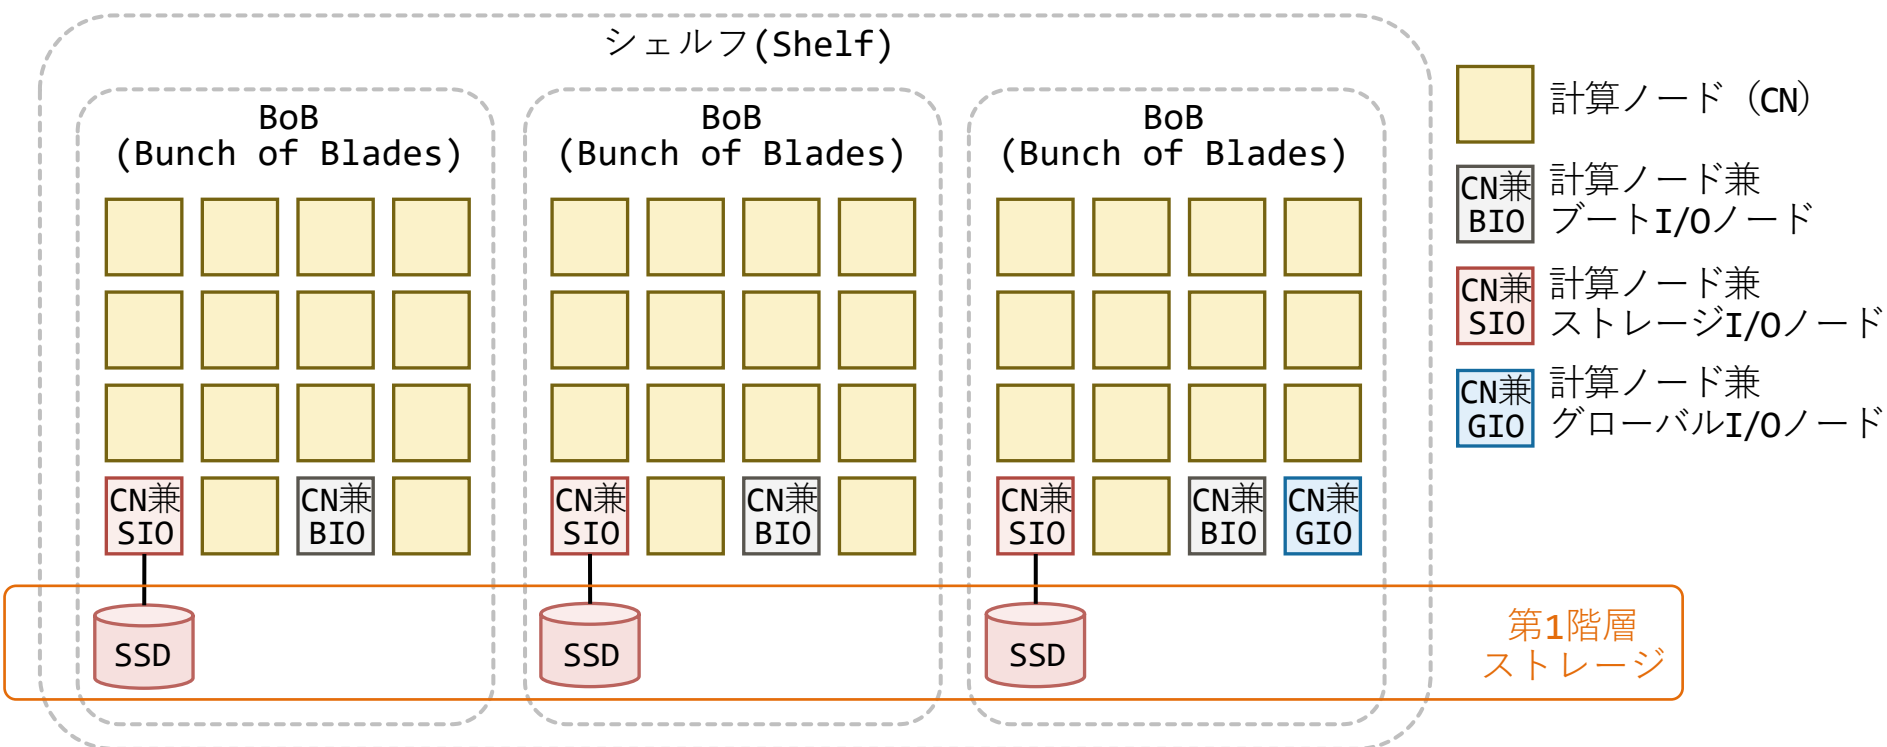 シェルフ(Shelf)
BoB
(Bunch of Blades)
CN兼
SIO
CN兼
BIO
SSD
BoB
(Bunch of Blades)
CN兼
SIO
CN兼
BIO
SSD
BoB
(Bunch of Blades)
CN兼
SIO
CN兼
BIO
CN兼
GIO
SSD
第1階層
ストレージ
計算ノード（CN）
CN兼
BIO
計算ノード兼
ブートI/Oノード
CN兼
SIO
計算ノード兼
ストレージI/Oノード
CN兼
GIO
計算ノード兼
グローバルI/Oノード